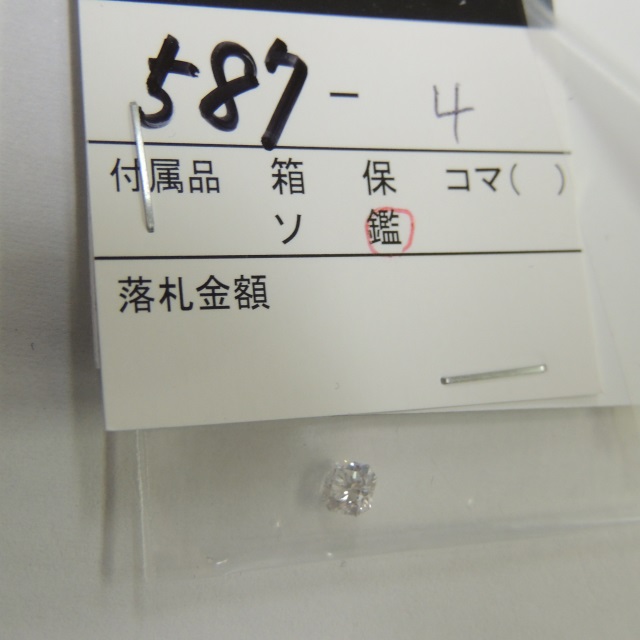 587 - 4
付属品 箱 保 コマ( )
ソ 鑑
落札金額